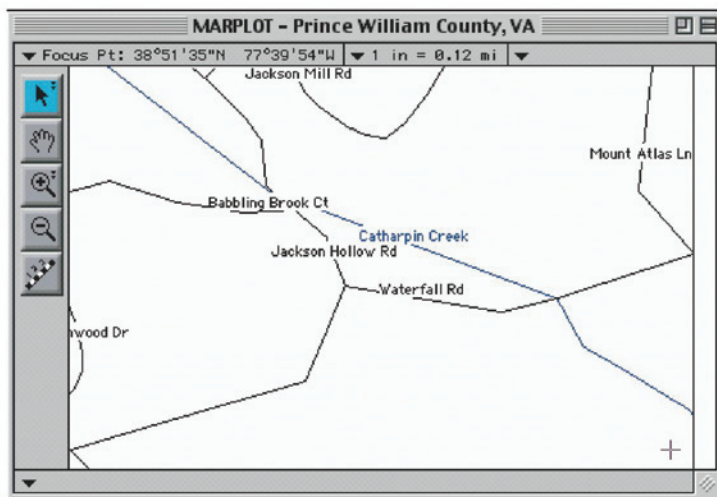 MARPLOT – Prince William County, VA
Focus Pt: 38°51'35"N 77°39'54"W 1 in = 0.12 mi
Jackson Mill Rd
Mount Atlas Ln
Babbling Brook Ct
Catharpin Creek
Jackson Hollow Rd
Waterfall Rd
nwood Dr